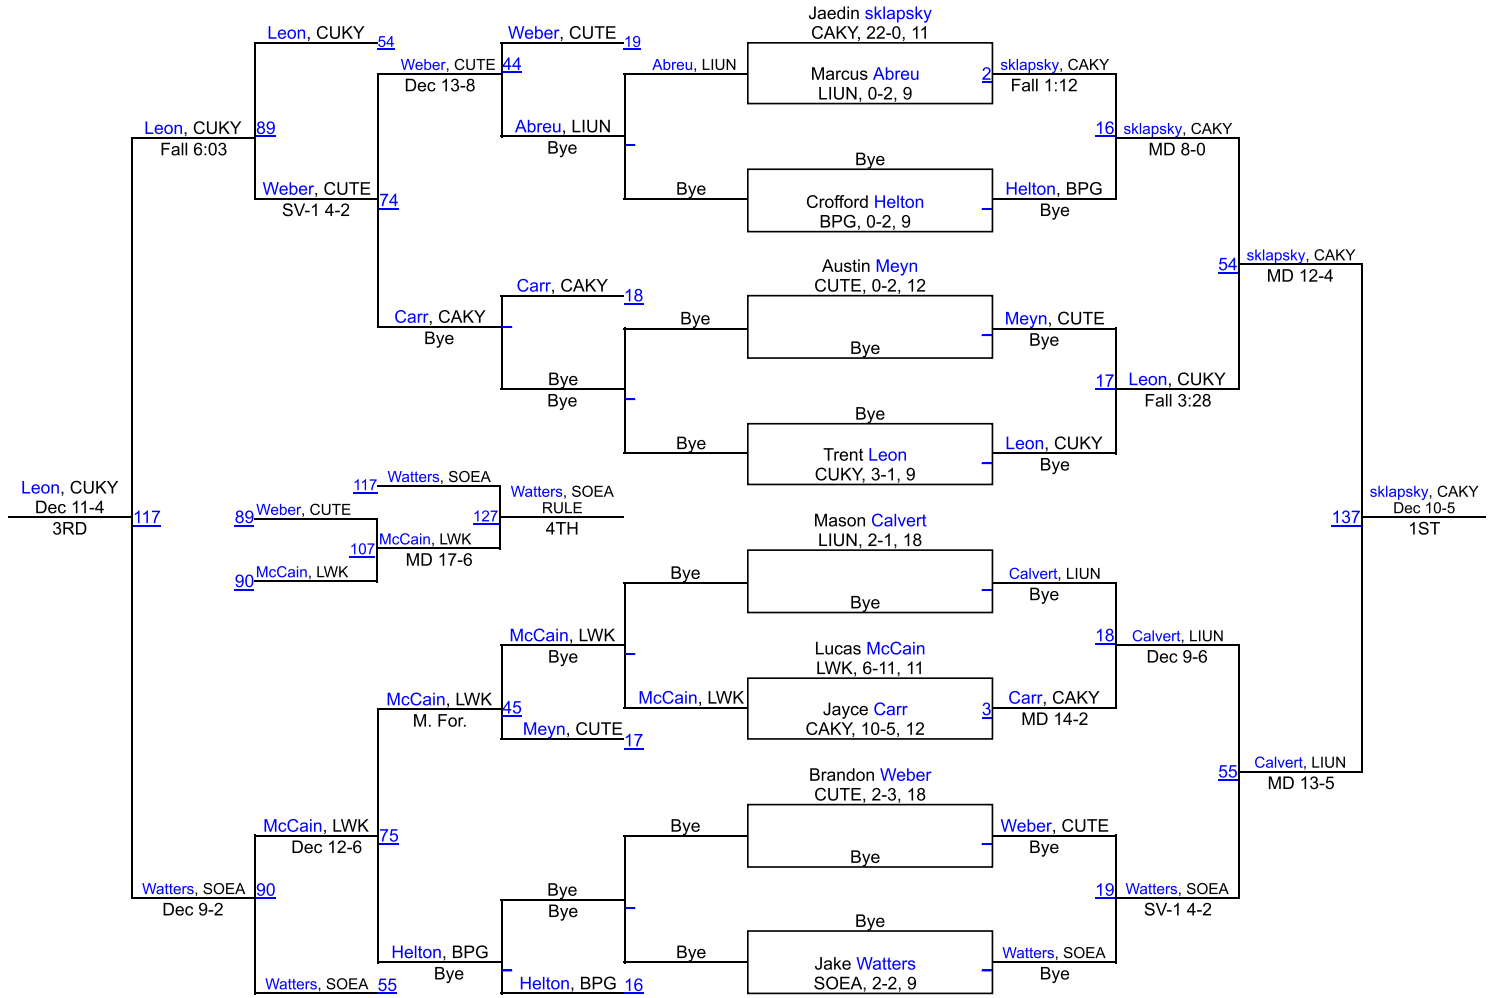 Jaedin sklapsky
CAKY, 22-0, 11
Leon, CUKY
54
Weber, CUTE
19
Weber, CUTE
44
Dec 13-8
Abreu, LIUN
Marcus Abreu
LIUN, 0-2, 9
2
sklapsky, CAKY
Fall 1:12
Leon, CUKY
89
Fall 6:03
Abreu, LIUN
Bye
16
sklapsky, CAKY
MD 8-0
Bye
Weber, CUTE
SV-1 4-2
74
Bye
Crofford Helton
BPG, 0-2, 9
Helton, BPG
Bye
Austin Meyn
CUTE, 0-2, 12
54
sklapsky, CAKY
MD 12-4
Carr, CAKY
18
Carr, CAKY
Bye
Bye
Bye
Meyn, CUTE
Bye
Bye
Bye
17
Leon, CUKY
Fall 3:28
Bye
Bye
Trent Leon
CUKY, 3-1, 9
Leon, CUKY
Bye
Leon, CUKY
Dec 11-4
3RD
117
117
Watters, SOEA
89
Weber, CUTE
127
Watters, SOEA
RULE
4TH
107
McCain, LWK
MD 17-6
90
McCain, LWK
137
sklapsky, CAKY
Dec 10-5
1ST
Mason Calvert
LIUN, 2-1, 18
Bye
Bye
Calvert, LIUN
Bye
McCain, LWK
Bye
18
Calvert, LIUN
Dec 9-6
Lucas McCain
LWK, 6-11, 11
McCain, LWK
M. For.
45
McCain, LWK
Jayce Carr
CAKY, 10-5, 12
3
Carr, CAKY
MD 14-2
Meyn, CUTE
17
55
Calvert, LIUN
MD 13-5
Brandon Weber
CUTE, 2-3, 18
McCain, LWK
Dec 12-6
75
Bye
Bye
Weber, CUTE
Bye
Watters, SOEA
Dec 9-2
90
Bye
Bye
19
Watters, SOEA
SV-1 4-2
Bye
Helton, BPG
Bye
Bye
Jake Watters
SOEA, 2-2, 9
Watters, SOEA
Bye
Watters, SOEA
55
Helton, BPG
16